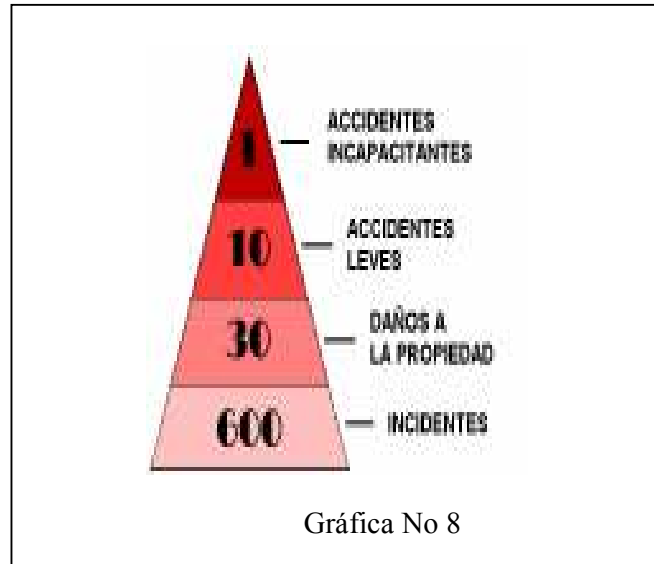 1
ACCIDENTES
INCAPACITANTES
10
ACCIDENTES
LEVES
30
DAÑOS A
LA PROPIEDAD
600
INCIDENTES
Gráfica No 8